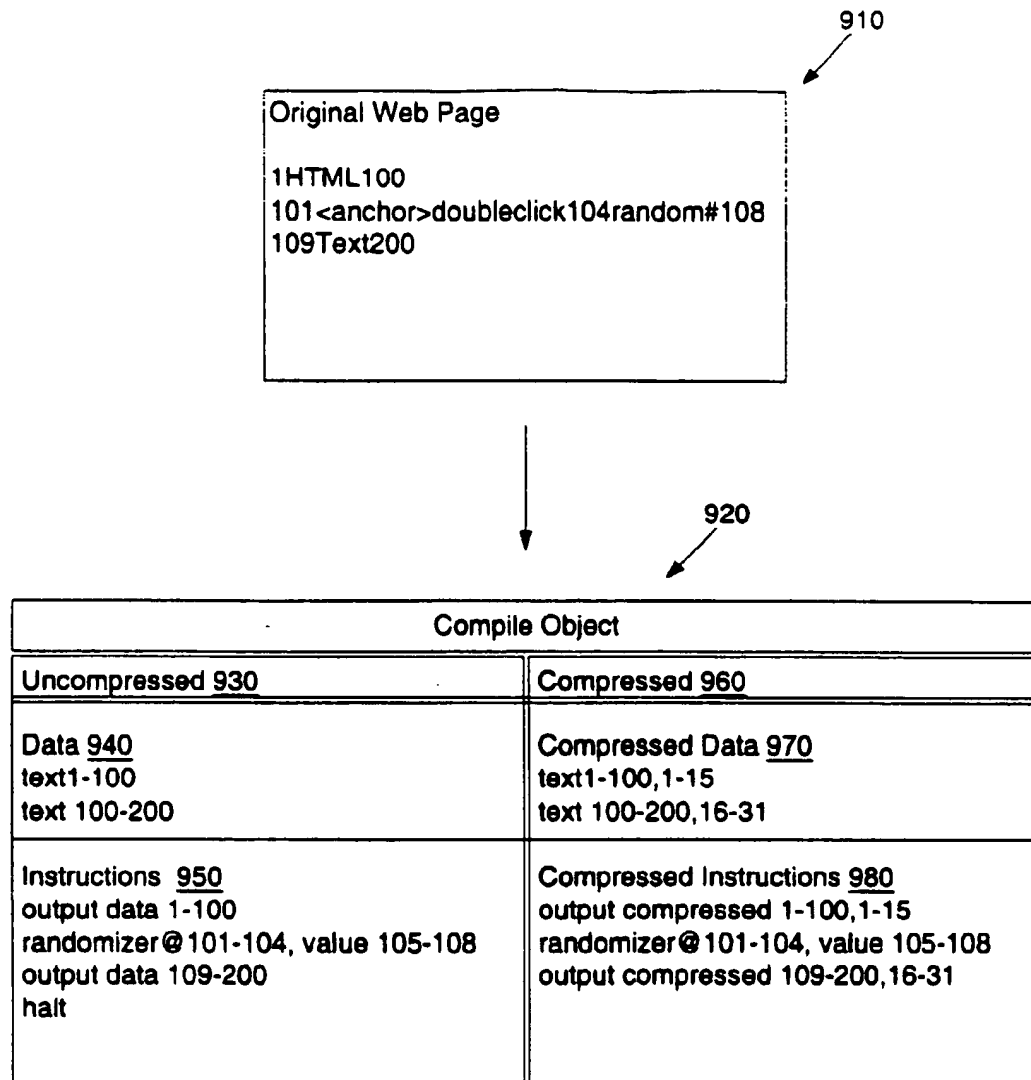 910
Original Web Page
1HTML100
101<anchor>doubleclick104random#108
109Text200
920
Compile Object
Uncompressed 930
Compressed 960
Data 940
text1-100
text 100-200
Compressed Data 970
text1-100,1-15
text 100-200,16-31
Instructions 950
output data 1-100
randomizer@101-104, value 105-108
output data 109-200
halt
Compressed Instructions 980
output compressed 1-100,1-15
randomizer@101-104, value 105-108
output compressed 109-200,16-31